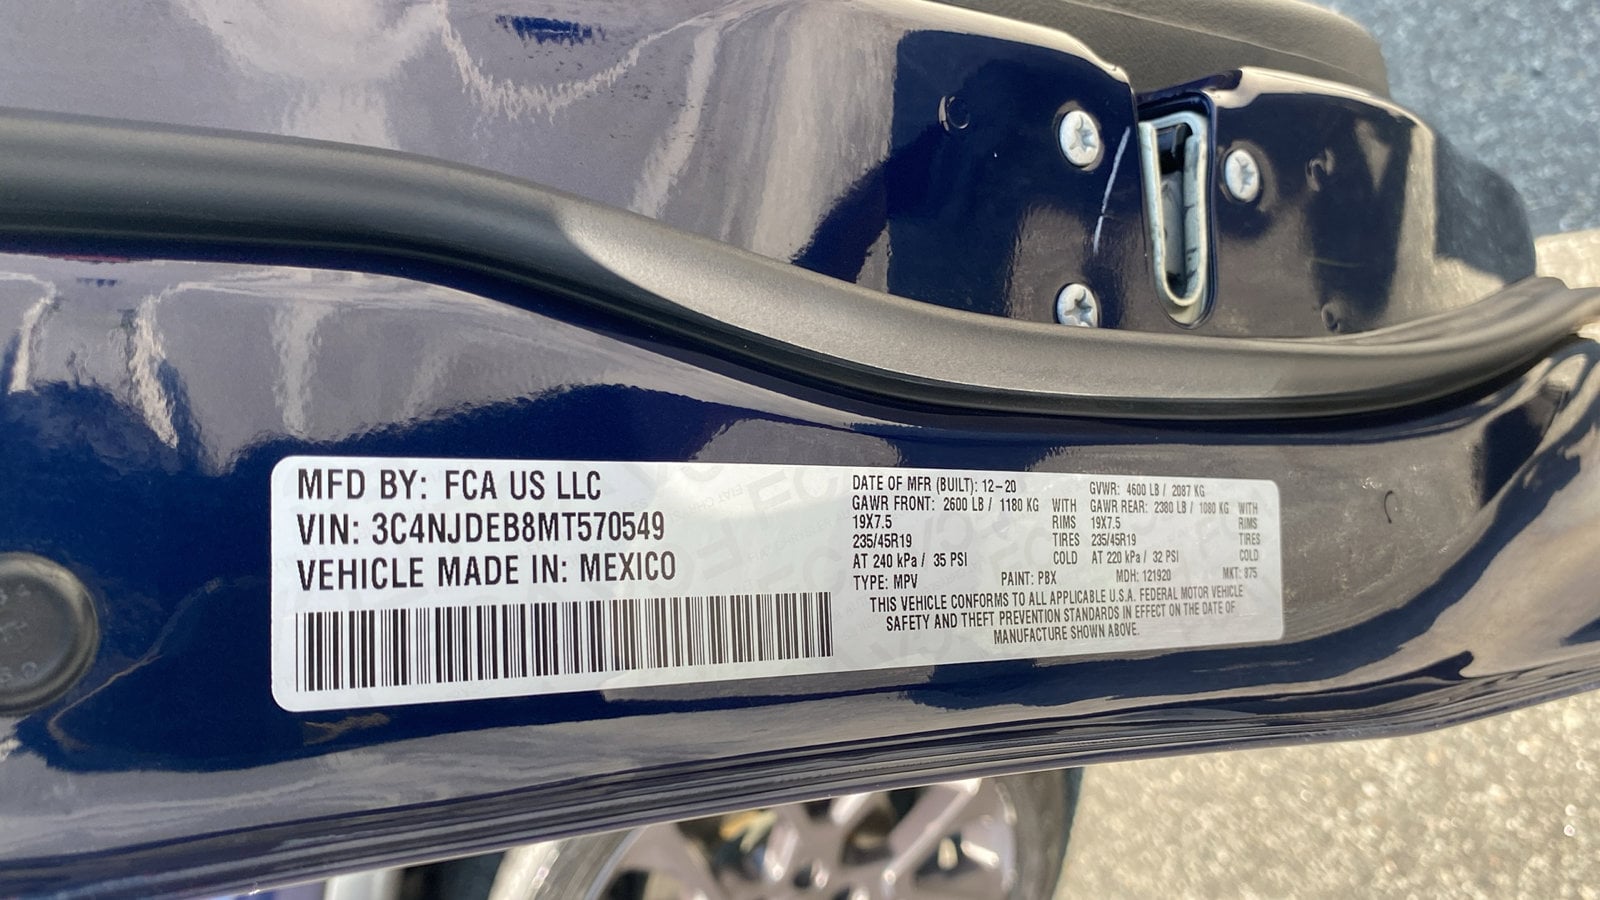 MFD BY: FCA US LLC
VIN: 3C4NJDEB8MT570549
VEHICLE MADE IN: MEXICO
DATE OF MFR (BUILT): 12-20
GVWR: 4600 LB / 2087 KG
GAWR FRONT: 2600 LB / 1180 KG WITH
19X7.5 RIMS
235/45R19 TIRES
AT 240 kPa / 35 PSI COLD
GAWR REAR: 2380 LB / 1080 KG WITH
19X7.5 RIMS
235/45R19 TIRES
AT 220 kPa / 32 PSI COLD
TYPE: MPV PAINT: PBX MDH: 121920 MKT: 875
THIS VEHICLE CONFORMS TO ALL APPLICABLE U.S.A. FEDERAL MOTOR VEHICLE
SAFETY AND THEFT PREVENTION STANDARDS IN EFFECT ON THE DATE OF
MANUFACTURE SHOWN ABOVE.